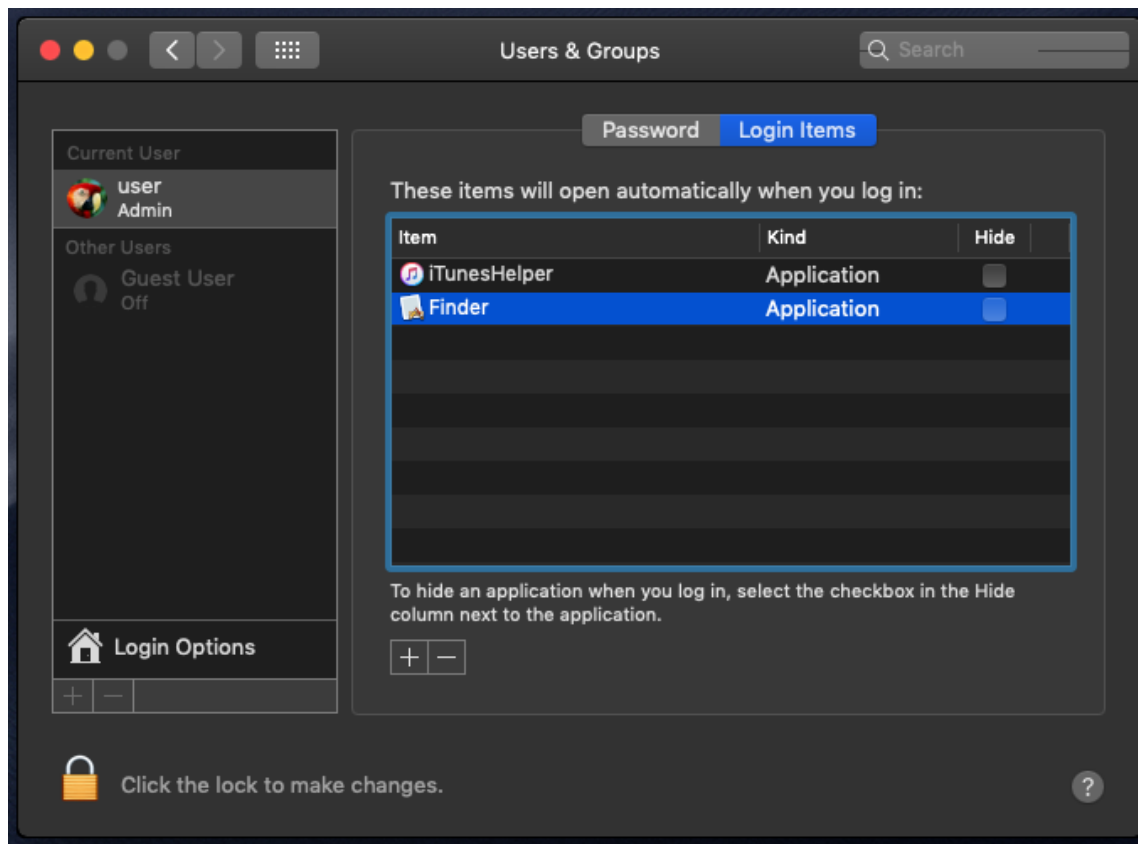 Users & Groups
Search
Password Login Items
Current User
user
Admin
Other Users
Guest User
Off
Login Options
These items will open automatically when you log in:
Item Kind Hide
iTunesHelper Application
Finder Application
To hide an application when you log in, select the checkbox in the Hide
column next to the application.
Click the lock to make changes.
?